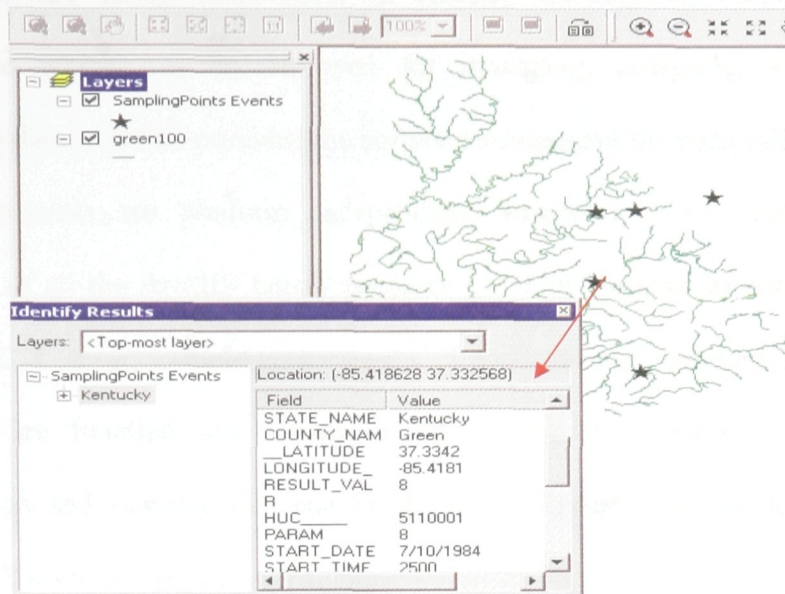 100%
Layers
SamplingPoints Events
green100
Identify Results
Layers: <Top-most layer>
SamplingPoints Events
Kentucky
Location: (-85.418628 37.332568)
Field Value
STATE_NAME Kentucky
COUNTY_NAM Green
__LATITUDE 37.3342
LONGITUDE_ -85.4181
RESULT_VAL 8
R
HUC_____ 5110001
PARAM 8
START_DATE 7/10/1984
START_TIME 2500